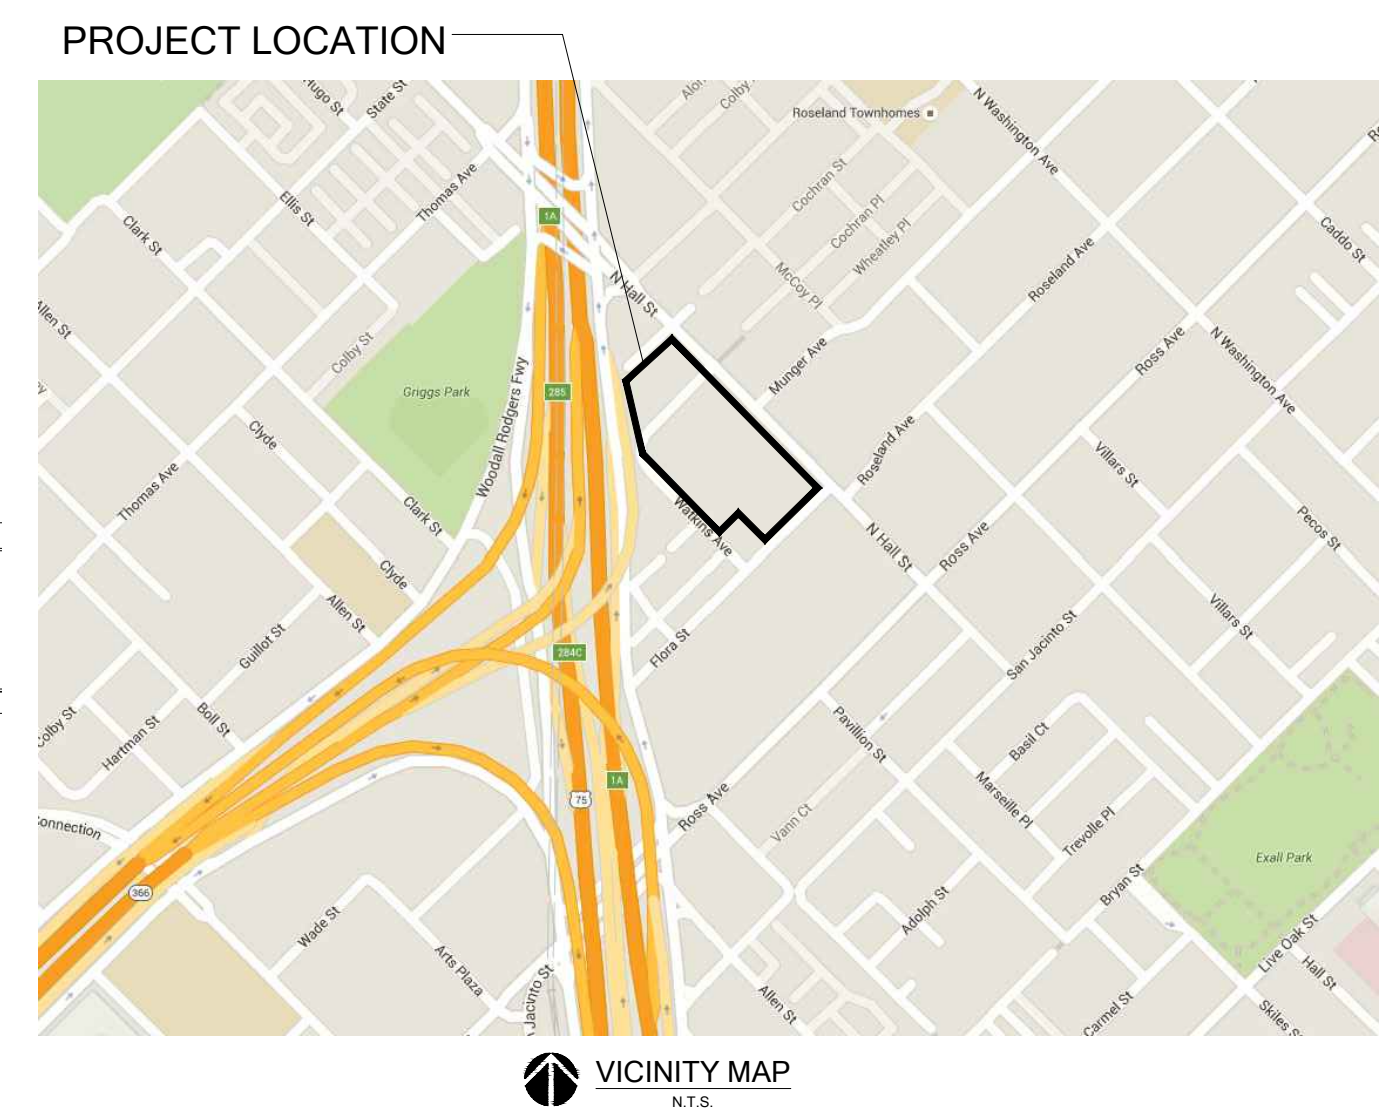 PROJECT LOCATION
Hugo St
State St
Colby
Roseland Townhomes
N Washington Ave
Thomas Ave
Cochran St
Ellis St
Cochran Pl
Clark St
1A
Wheatley Pl
Caddo St
Roseland Ave
McCoy Pl
N Hall St
Allen St
Colby St
Woodall Rodgers Fwy
Munger Ave
Ross Ave
N Washington Ave
Griggs Park
285
Clyde
Roseland Ave
Villars St
Thomas Ave
Clark St
Watkins Ave
N Hall St
Ross Ave
Pecos St
Clyde
Allen St
Villars St
Guillot St
Flora St
284C
San Jacinto St
Colby St
Hartman St
Boll St
Pavillion St
Basil Ct
1A
75
Ross Ave
Vann Ct
Marseille Pl
Trevolle Pl
onnection
Exall Park
366
Bryan St
Wade St
Adolph St
Arts Plaza
Live Oak St
Hall St
Jacinto St
Allen St
Carmel St
Skiles S
VICINITY MAP
N.T.S.